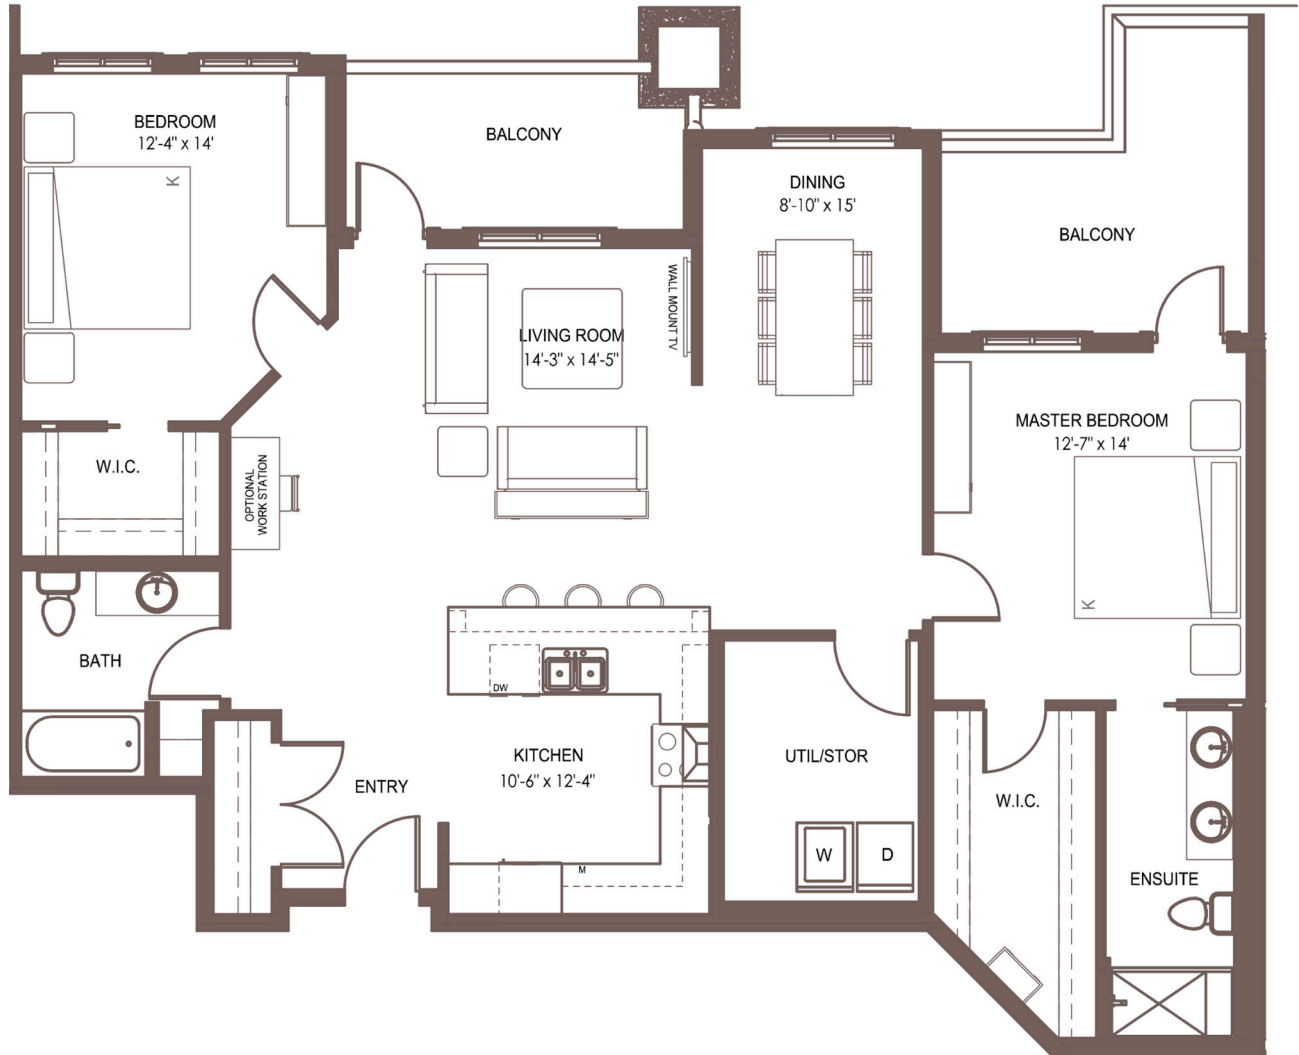 BEDROOM
12'-4" x 14'
K
BALCONY
DINING
8'-10" x 15'
BALCONY
LIVING ROOM
14'-3" x 14'-5"
WALL MOUNT TV
MASTER BEDROOM
12'-7" x 14'
K
W.I.C.
OPTIONAL
WORK STATION
BATH
DW
KITCHEN
10'-6" x 12'-4"
M
ENTRY
UTIL/STOR
W
D
W.I.C.
ENSUITE